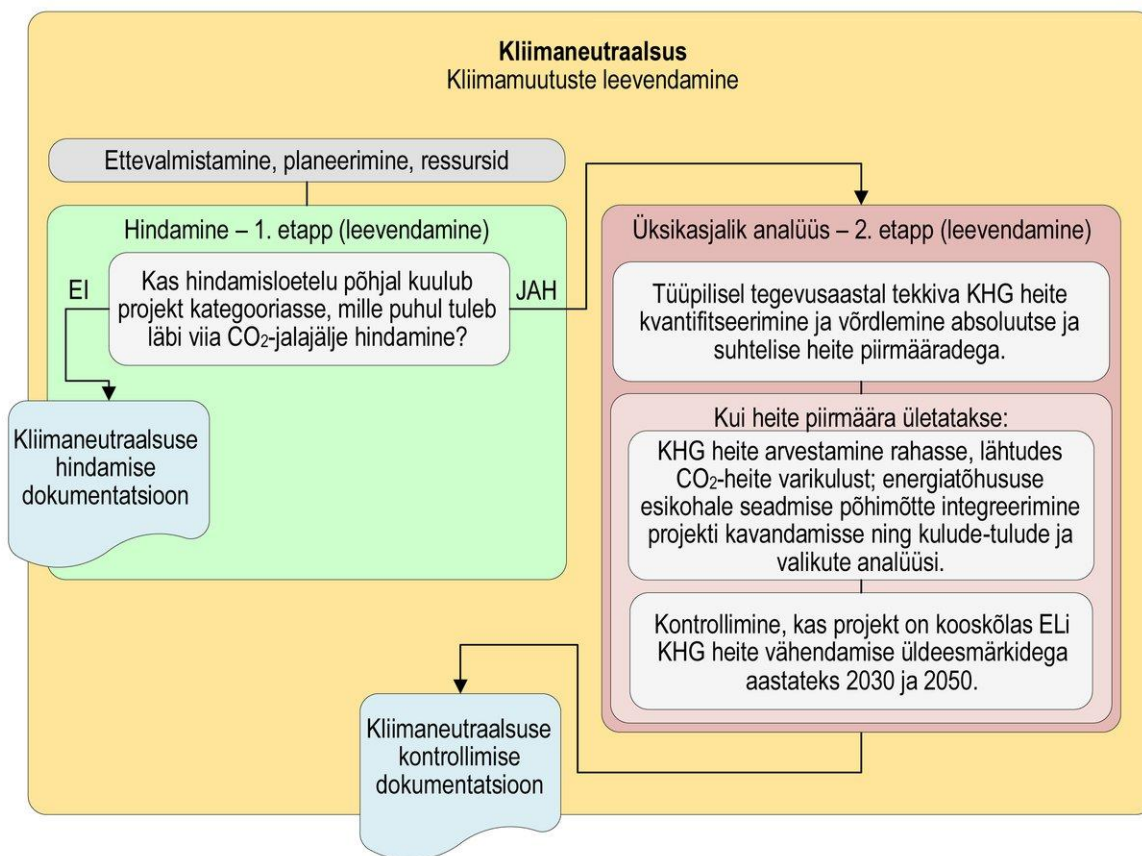 Kliimaneutraalsus
Kliimamuutuste leevendamine
Ettevalmistamine, planeerimine, ressursid
Hindamine – 1. etapp (leevendamine)
EI
Kas hindamisloetelu põhjal kuulub
projekt kategooriasse, mille puhul tuleb
läbi viia CO₂-jalajälje hindamine?
JAH
Kliimaneutraalsuse
hindamise
dokumentatsioon
Üksikasjalik analüüs – 2. etapp (leevendamine)
Tüüpilisel tegevusaastal tekkiva KHG heite
kvantifitseerimine ja võrdlemine absoluutse ja
suhtelise heite piirmääradega.
Kui heite piirmäära ületatakse:
KHG heite arvestamine rahasse, lähtudes
CO₂-heite varikulust; energiatõhususe
esikohale seadmise põhimõtte integreerimine
projekti kavandamisse ning kulude-tulude ja
valikute analüüsi.
Kontrollimine, kas projekt on kooskõlas ELi
KHG heite vähendamise üldeesmärkidega
aastateks 2030 ja 2050.
Kliimaneutraalsuse
kontrollimise
dokumentatsioon